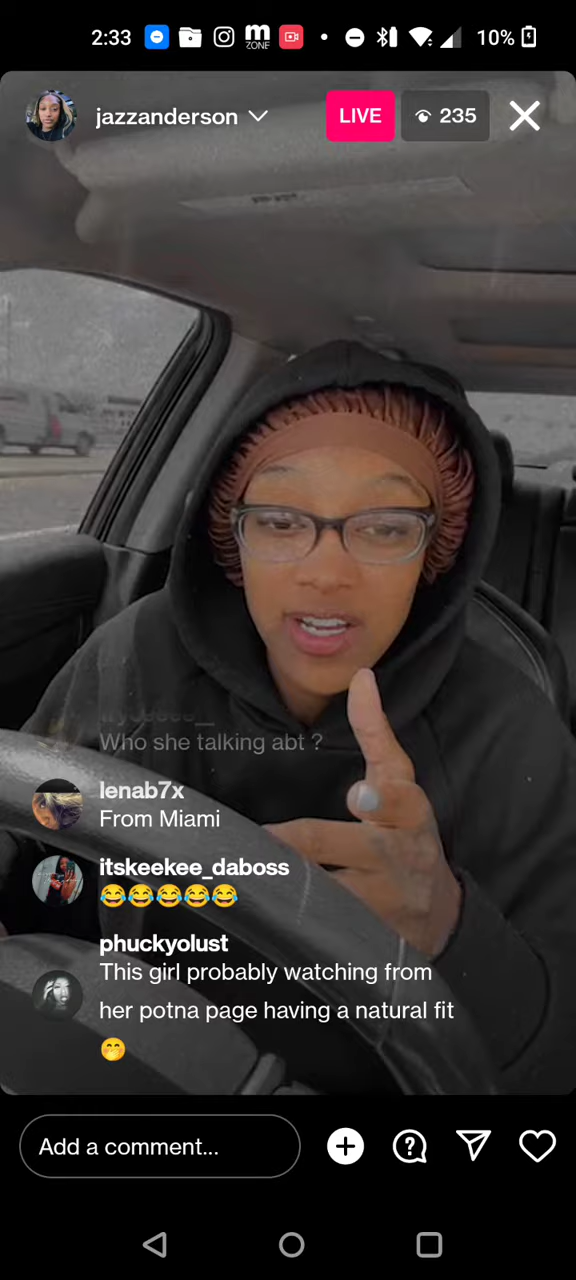 2:33
m
ZONE
10%
jazzanderson
LIVE
235
Who she talking abt ?
lenab7x
From Miami
itskeekee_daboss
😂😂😂😂😂
phuckyolust
This girl probably watching from
her potna page having a natural fit
🤭
Add a comment...